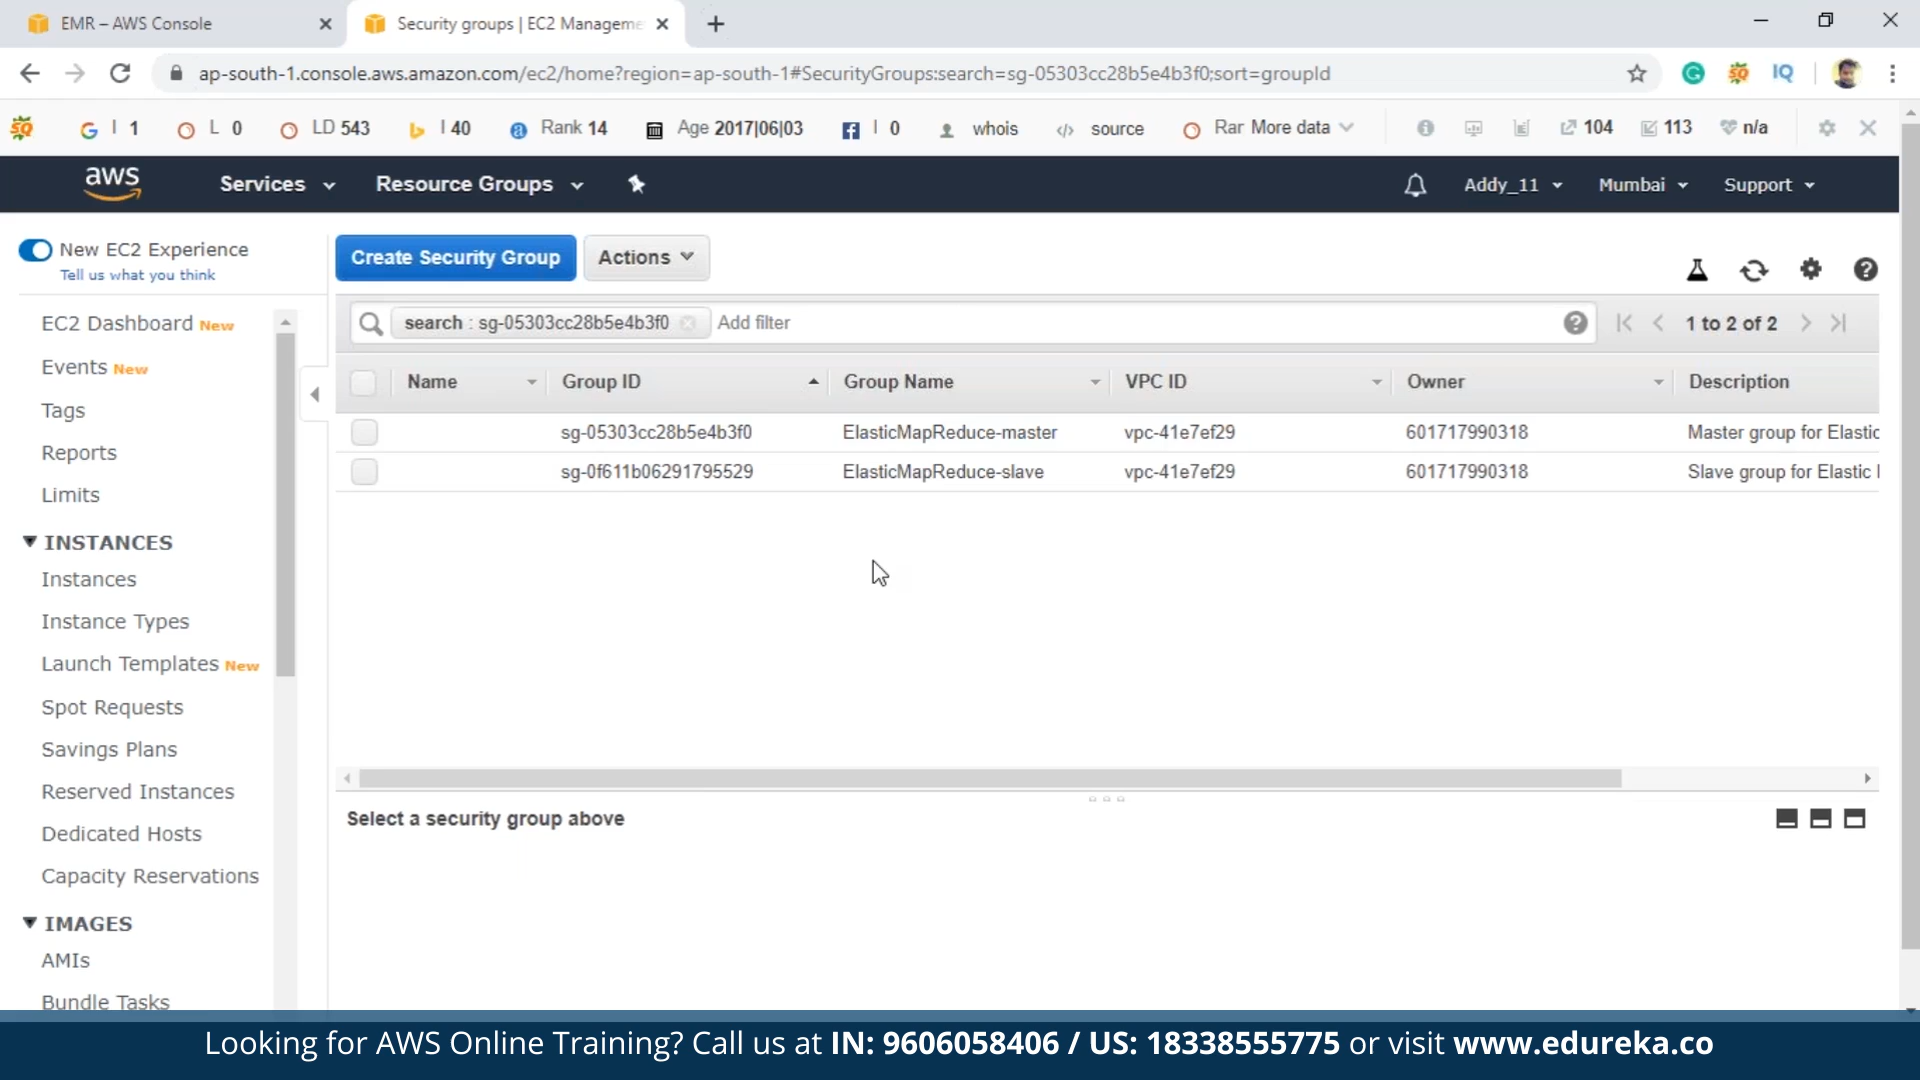 EMR – AWS Console
Security groups | EC2 Manageme
ap-south-1.console.aws.amazon.com/ec2/home?region=ap-south-1#SecurityGroups:search=sg-05303cc28b5e4b3f0;sort=groupId
IQ
SQ I 1 L 0 LD 543 I 40 Rank 14 Age 2017|06|03 I 0 whois source Rar More data 104 113 n/a
aws Services Resource Groups Addy_11 Mumbai Support
New EC2 Experience
Tell us what you think
EC2 Dashboard New
Events New
Tags
Reports
Limits
INSTANCES
Instances
Instance Types
Launch Templates New
Spot Requests
Savings Plans
Reserved Instances
Dedicated Hosts
Capacity Reservations
IMAGES
AMIs
Bundle Tasks
Create Security Group Actions
search : sg-05303cc28b5e4b3f0 Add filter 1 to 2 of 2
Name Group ID Group Name VPC ID Owner Description
sg-05303cc28b5e4b3f0 ElasticMapReduce-master vpc-41e7ef29 601717990318 Master group for Elastic
sg-0f611b06291795529 ElasticMapReduce-slave vpc-41e7ef29 601717990318 Slave group for Elastic
Select a security group above
Looking for AWS Online Training? Call us at IN: 9606058406 / US: 18338555775 or visit www.edureka.co